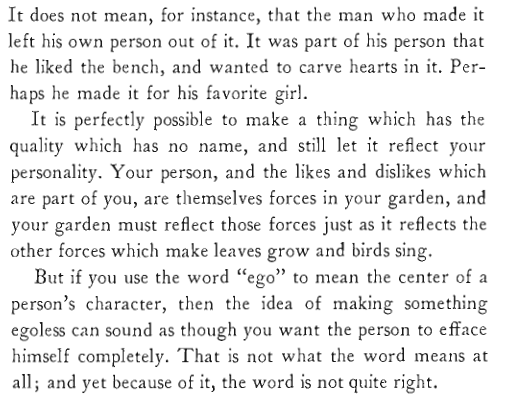 It does not mean, for instance, that the man who made it
left his own person out of it. It was part of his person that
he liked the bench, and wanted to carve hearts in it. Per-
haps he made it for his favorite girl.
It is perfectly possible to make a thing which has the
quality which has no name, and still let it reflect your
personality. Your person, and the likes and dislikes which
are part of you, are themselves forces in your garden, and
your garden must reflect those forces just as it reflects the
other forces which make leaves grow and birds sing.
But if you use the word “ego” to mean the center of a
person’s character, then the idea of making something
egoless can sound as though you want the person to efface
himself completely. That is not what the word means at
all; and yet because of it, the word is not quite right.